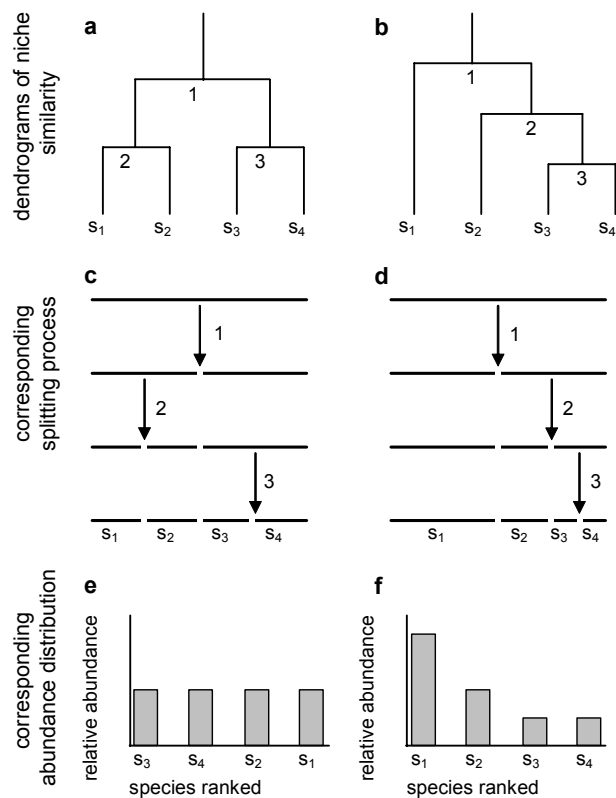 a
b
dendrograms of niche
similarity
1
2
3
s₁ s₂ s₃ s₄
1
2
3
s₁ s₂ s₃ s₄
c
d
corresponding
splitting process
1
2
3
s₁ s₂ s₃ s₄
1
2
3
s₁ s₂ s₃ s₄
e
f
corresponding
abundance distribution
relative abundance
s₃ s₄ s₂ s₁
species ranked
relative abundance
s₁ s₂ s₃ s₄
species ranked